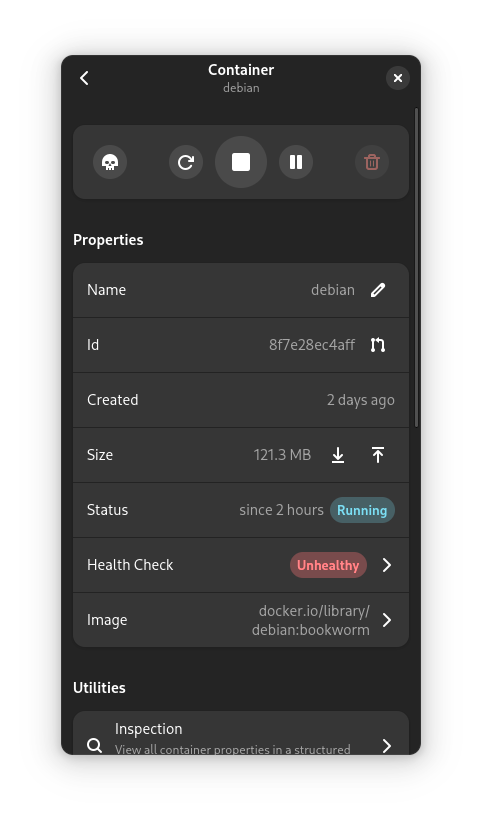 Container
debian
Properties
Name debian
Id 8f7e28ec4aff
Created 2 days ago
Size 121.3 MB
Status since 2 hours Running
Health Check Unhealthy
Image docker.io/library/
debian:bookworm
Utilities
Inspection
View all container properties in a structured